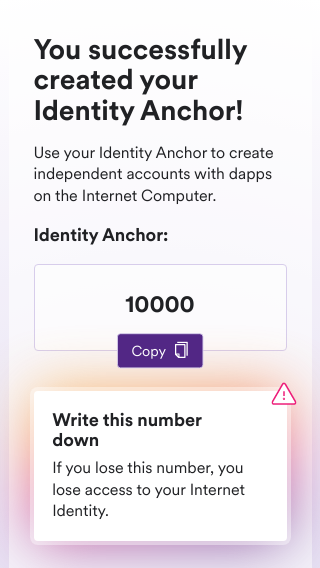 You successfully
created your
Identity Anchor!
Use your Identity Anchor to create
independent accounts with dapps
on the Internet Computer.
Identity Anchor:
10000
Copy
Write this number
down
If you lose this number, you
lose access to your Internet
Identity.